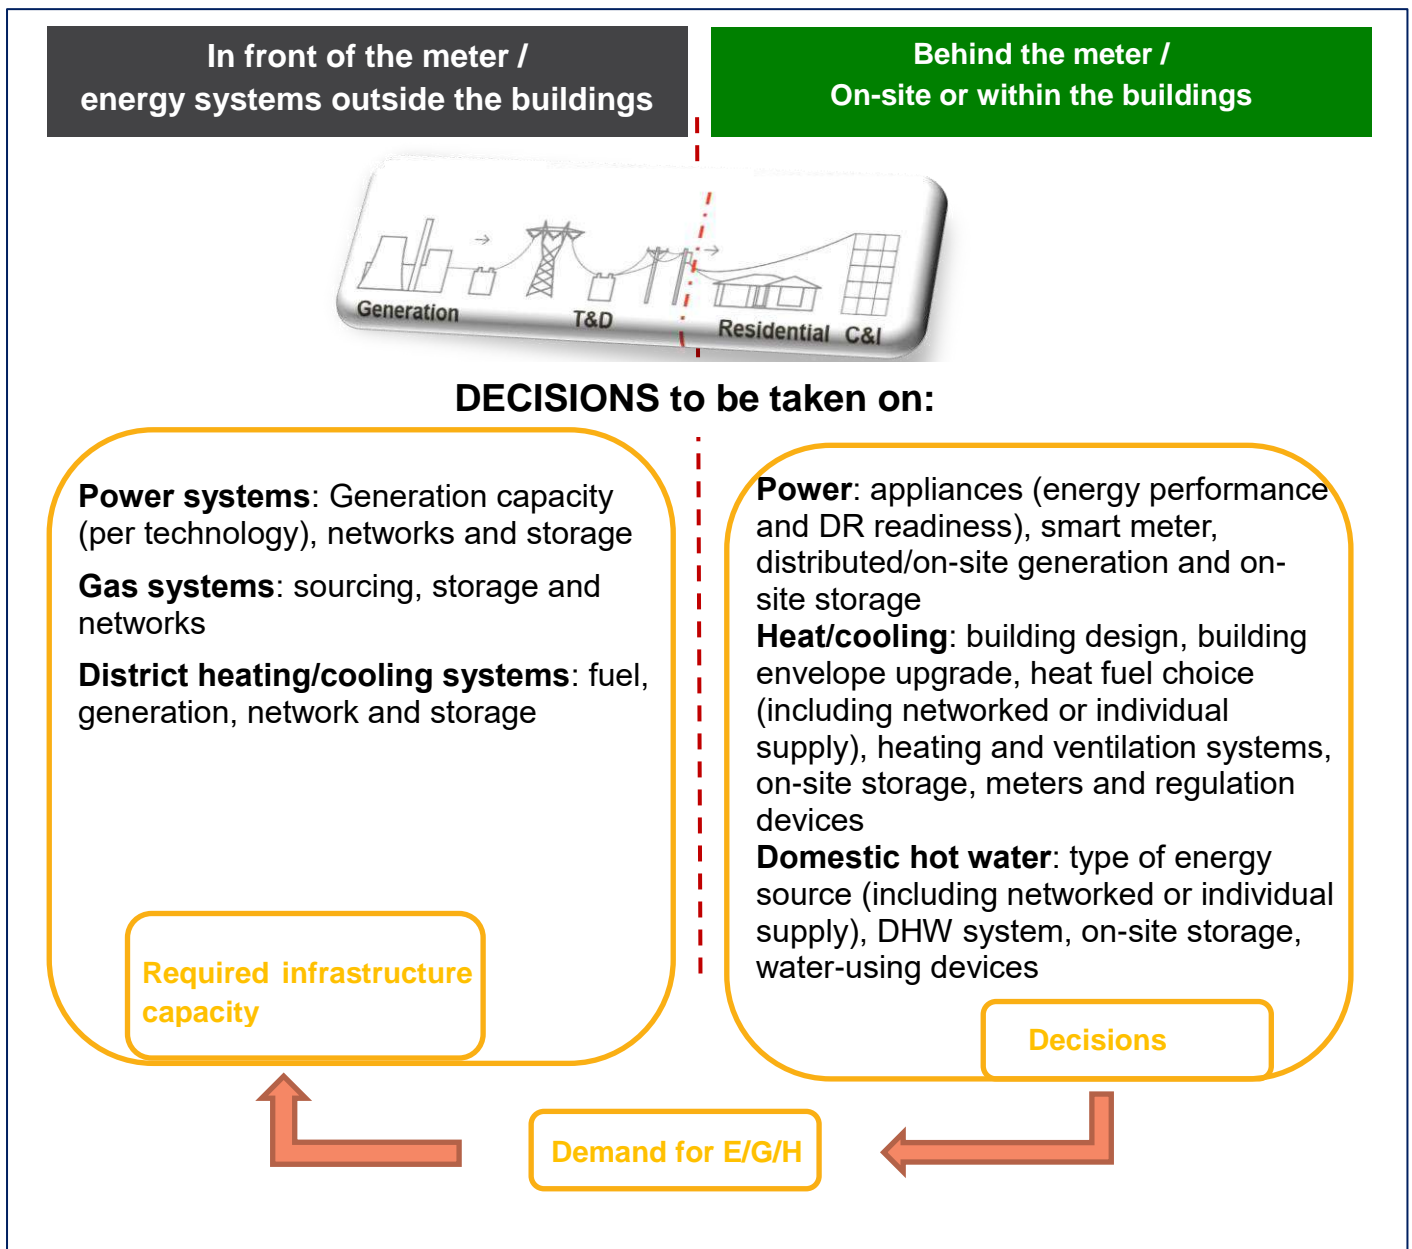 In front of the meter /
energy systems outside the buildings
Behind the meter /
On-site or within the buildings
Generation
T&D
Residential
C&I
DECISIONS to be taken on:
Power systems: Generation capacity
(per technology), networks and storage
Gas systems: sourcing, storage and
networks
District heating/cooling systems: fuel,
generation, network and storage
Required infrastructure
capacity
Power: appliances (energy performance
and DR readiness), smart meter,
distributed/on-site generation and on-
site storage
Heat/cooling: building design, building
envelope upgrade, heat fuel choice
(including networked or individual
supply), heating and ventilation systems,
on-site storage, meters and regulation
devices
Domestic hot water: type of energy
source (including networked or individual
supply), DHW system, on-site storage,
water-using devices
Decisions
Demand for E/G/H